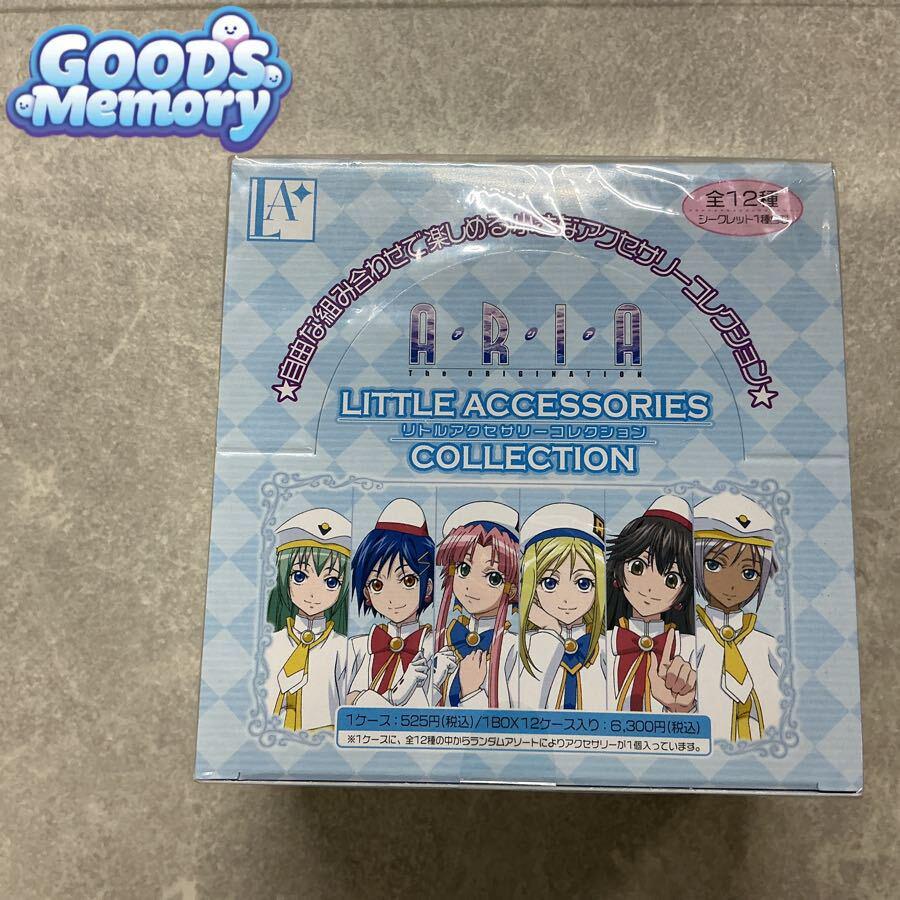 GOODS
Memory
LA
全12種
シークレット1種含む
★自由な組み合わせで楽しめる小さなアクセサリーコレクション★
A・R・I・A
The ORIGINATION
LITTLE ACCESSORIES
リトルアクセサリーコレクション
COLLECTION
1ケース:525円(税込)/1BOX12ケース入り:6,300円(税込)
※1ケースに、全12種の中からランダムアソートによりアクセサリーが1個入っています。